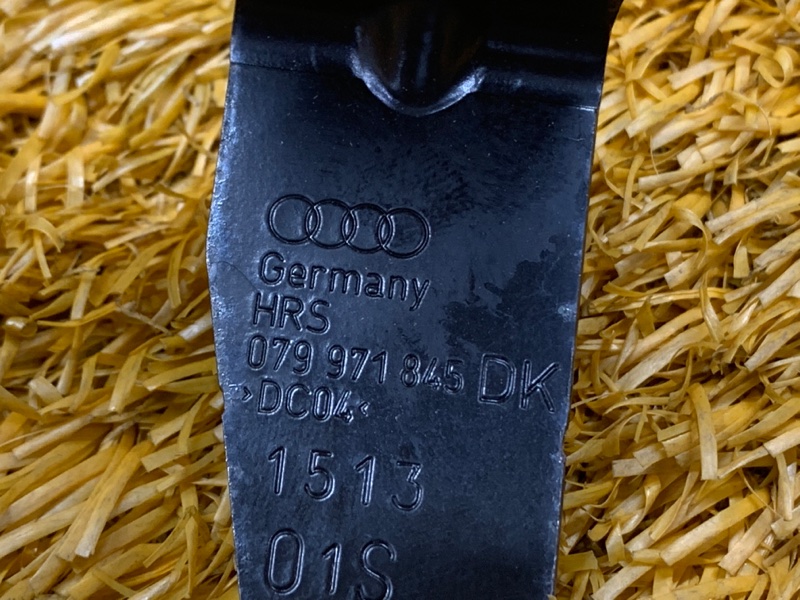 Germany
HRS
079 971 845 DK
>DC04<
1513
01S